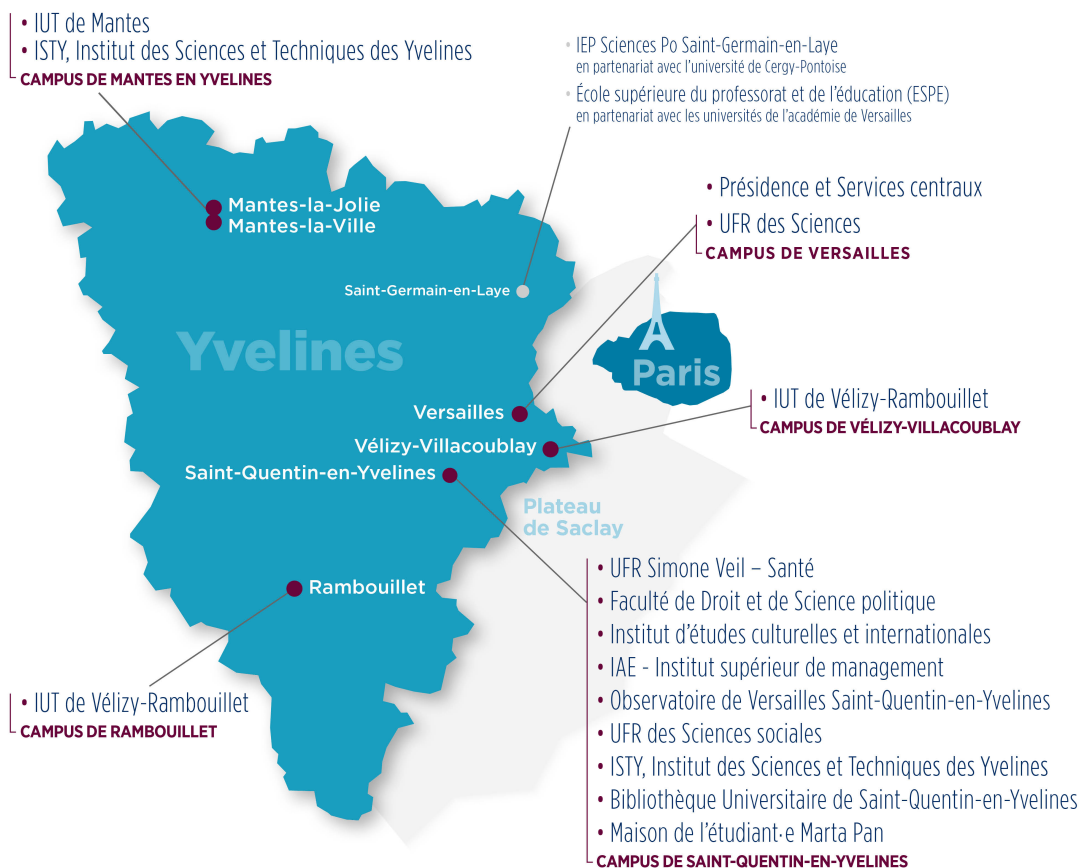 • IUT de Mantes
• ISTY, Institut des Sciences et Techniques des Yvelines
CAMPUS DE MANTES EN YVELINES
• IEP Sciences Po Saint-Germain-en-Laye
en partenariat avec l'université de Cergy-Pontoise
• École supérieure du professorat et de l'éducation (ESPE)
en partenariat avec les universités de l'académie de Versailles
• Présidence et Services centraux
• UFR des Sciences
CAMPUS DE VERSAILLES
Mantes-la-Jolie
Mantes-la-Ville
Saint-Germain-en-Laye
Yvelines
Paris
Versailles
Vélizy-Villacoublay
Saint-Quentin-en-Yvelines
• IUT de Vélizy-Rambouillet
CAMPUS DE VÉLIZY-VILLACOUBLAY
Plateau
de Saclay
Rambouillet
• IUT de Vélizy-Rambouillet
CAMPUS DE RAMBOUILLET
• UFR Simone Veil – Santé
• Faculté de Droit et de Science politique
• Institut d'études culturelles et internationales
• IAE - Institut supérieur de management
• Observatoire de Versailles Saint-Quentin-en-Yvelines
• UFR des Sciences sociales
• ISTY, Institut des Sciences et Techniques des Yvelines
• Bibliothèque Universitaire de Saint-Quentin-en-Yvelines
• Maison de l'étudiant·e Marta Pan
CAMPUS DE SAINT-QUENTIN-EN-YVELINES